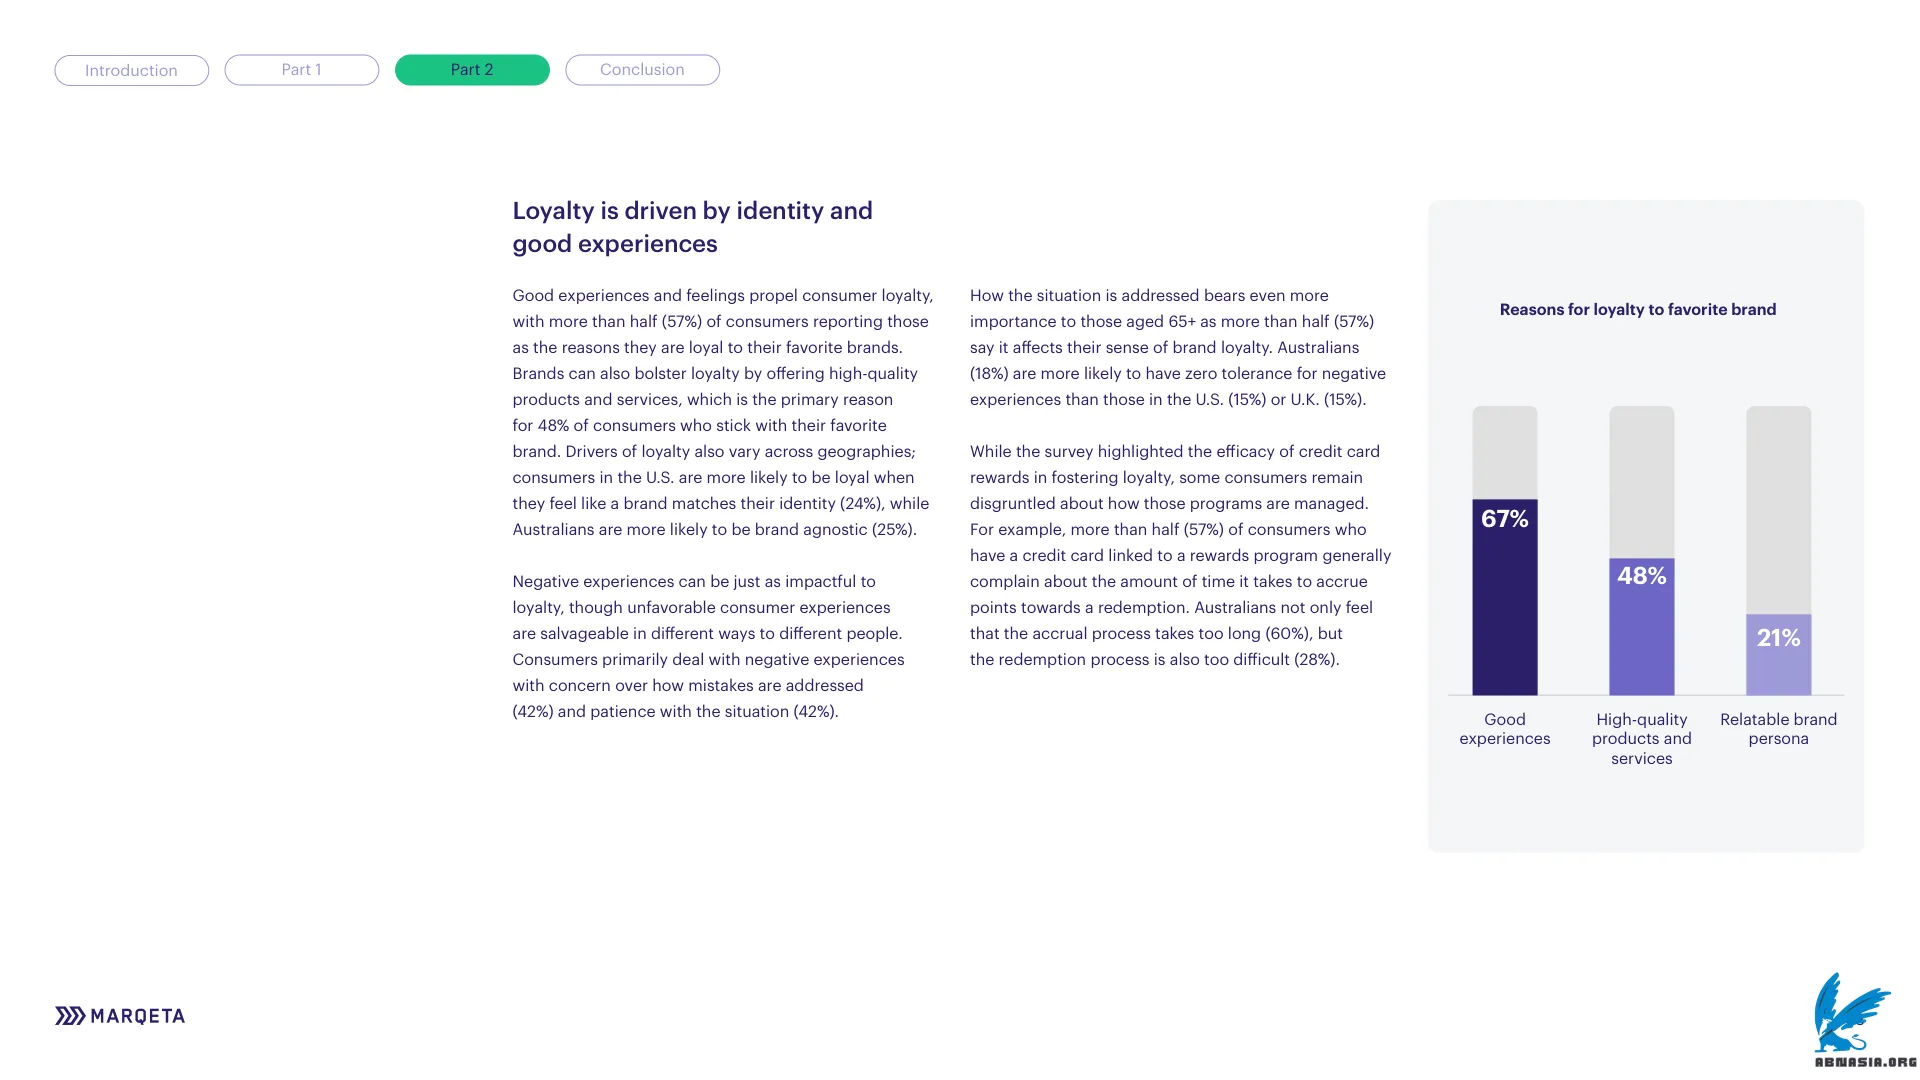 Introduction
Part 1
Part 2
Conclusion
Loyalty is driven by identity and
good experiences
Good experiences and feelings propel consumer loyalty,
with more than half (57%) of consumers reporting those
as the reasons they are loyal to their favorite brands.
Brands can also bolster loyalty by offering high-quality
products and services, which is the primary reason
for 48% of consumers who stick with their favorite
brand. Drivers of loyalty also vary across geographies;
consumers in the U.S. are more likely to be loyal when
they feel like a brand matches their identity (24%), while
Australians are more likely to be brand agnostic (25%).
Negative experiences can be just as impactful to
loyalty, though unfavorable consumer experiences
are salvageable in different ways to different people.
Consumers primarily deal with negative experiences
with concern over how mistakes are addressed
(42%) and patience with the situation (42%).
How the situation is addressed bears even more
importance to those aged 65+ as more than half (57%)
say it affects their sense of brand loyalty. Australians
(18%) are more likely to have zero tolerance for negative
experiences than those in the U.S. (15%) or U.K. (15%).
While the survey highlighted the efficacy of credit card
rewards in fostering loyalty, some consumers remain
disgruntled about how those programs are managed.
For example, more than half (57%) of consumers who
have a credit card linked to a rewards program generally
complain about the amount of time it takes to accrue
points towards a redemption. Australians not only feel
that the accrual process takes too long (60%), but
the redemption process is also too difficult (28%).
Reasons for loyalty to favorite brand
67%
48%
21%
Good
experiences
High-quality
products and
services
Relatable brand
persona
MARQETA
ABNASIA.ORG